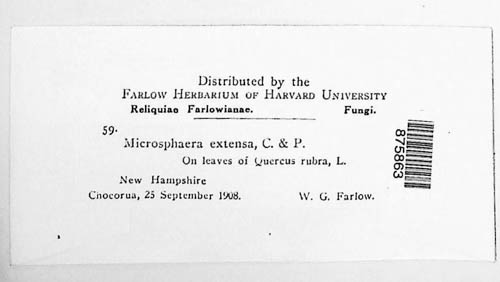 Distributed by the
FARLOW HERBARIUM OF HARVARD UNIVERSITY
Reliquiae Farlowianae. Fungi.
59.
Microsphaera extensa, C. & P.
On leaves of Quercus rubra, L.
New Hampshire
Chocorua, 25 September 1908. W. G. Farlow.
875863